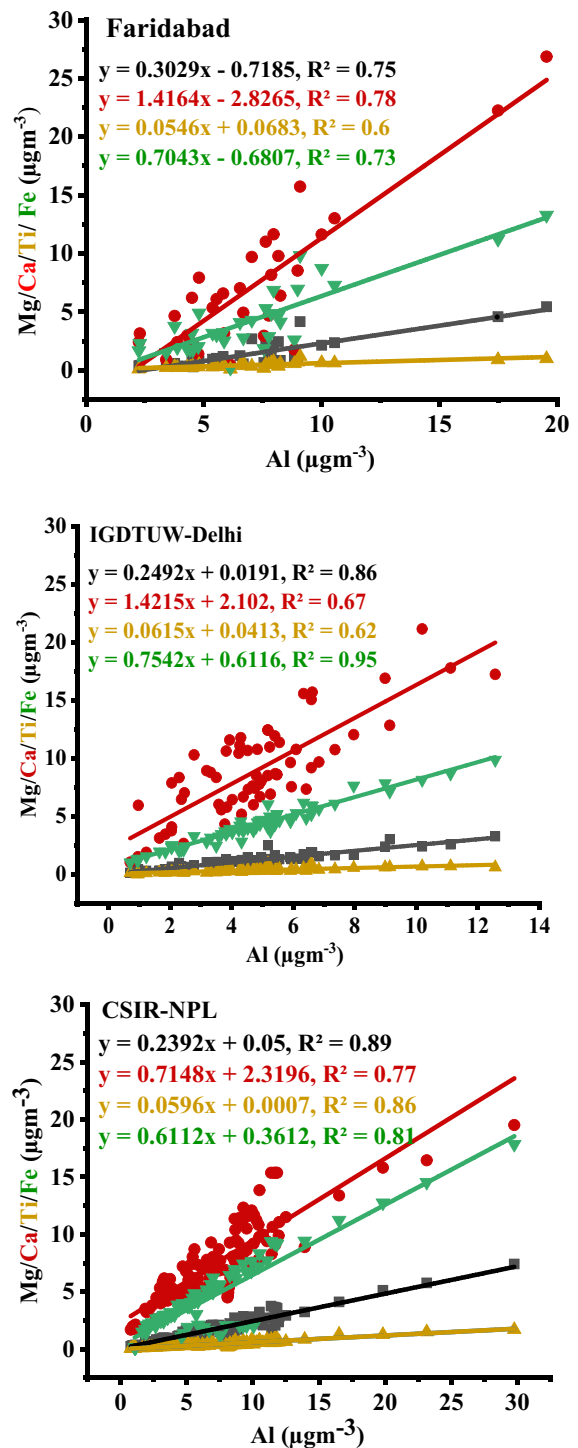 Faridabad
y = 0.3029x - 0.7185, R² = 0.75
y = 1.4164x - 2.8265, R² = 0.78
y = 0.0546x + 0.0683, R² = 0.6
y = 0.7043x - 0.6807, R² = 0.73
Mg/Ca/Ti/ Fe (µgm⁻³)
30
25
20
15
10
5
0
0 5 10 15 20
Al (µgm⁻³)
IGDTUW-Delhi
y = 0.2492x + 0.0191, R² = 0.86
y = 1.4215x + 2.102, R² = 0.67
y = 0.0615x + 0.0413, R² = 0.62
y = 0.7542x + 0.6116, R² = 0.95
Mg/Ca/Ti/Fe (µgm⁻³)
30
25
20
15
10
5
0
0 2 4 6 8 10 12 14
Al (µgm⁻³)
CSIR-NPL
y = 0.2392x + 0.05, R² = 0.89
y = 0.7148x + 2.3196, R² = 0.77
y = 0.0596x + 0.0007, R² = 0.86
y = 0.6112x + 0.3612, R² = 0.81
Mg/Ca/Ti/Fe (µgm⁻³)
30
25
20
15
10
5
0
0 5 10 15 20 25 30
Al (µgm⁻³)